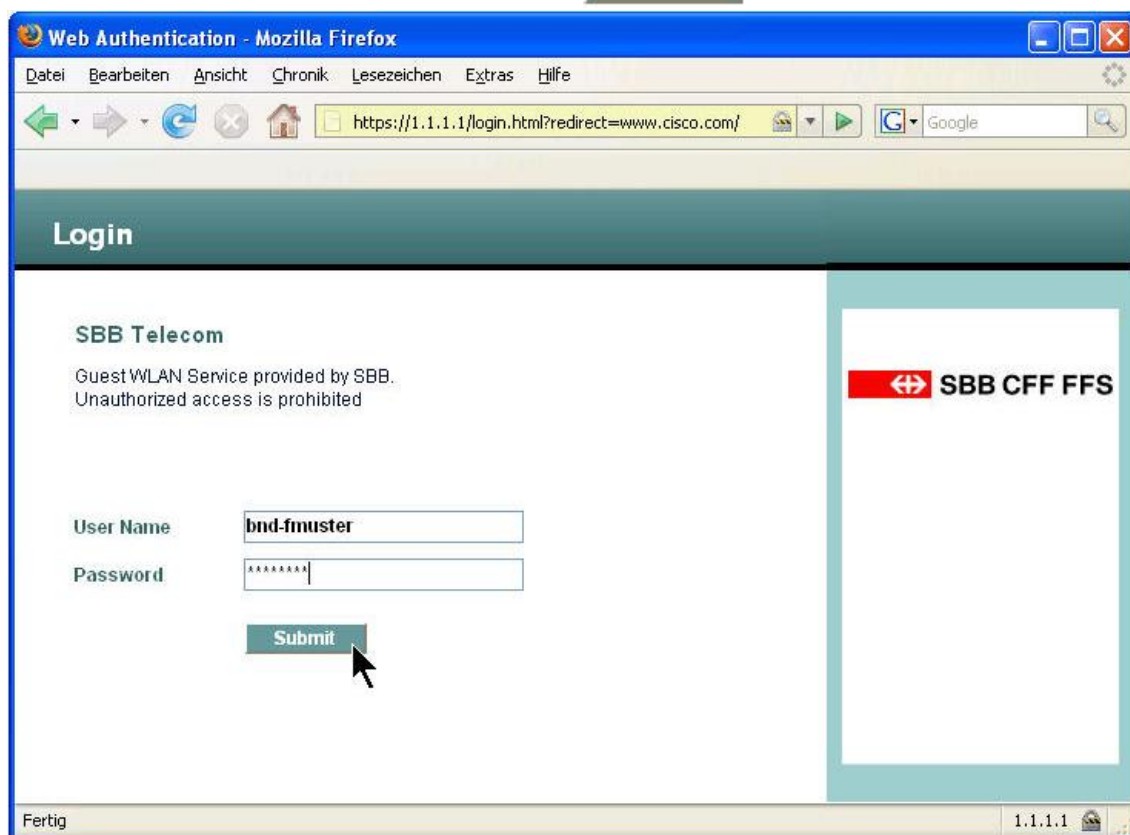 Web Authentication - Mozilla Firefox
Datei Bearbeiten Ansicht Chronik Lesezeichen Extras Hilfe
https://1.1.1.1/login.html?redirect=www.cisco.com/ G Google
Login
SBB Telecom
Guest WLAN Service provided by SBB.
Unauthorized access is prohibited
SBB CFF FFS
User Name bnd-fmuster
Password ********
Submit
Fertig 1.1.1.1